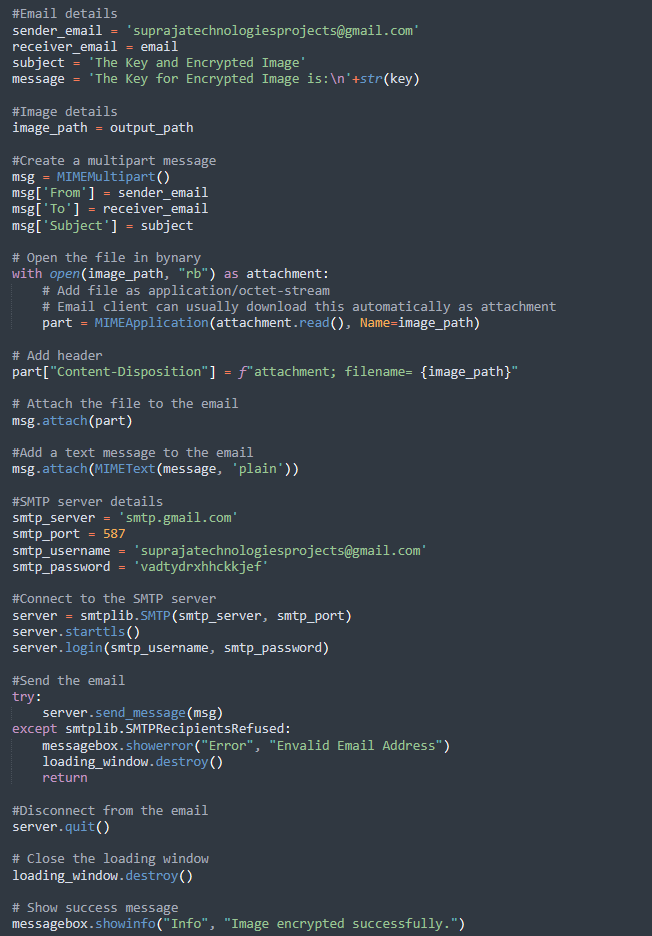 #Email details
sender_email = 'suprajatechnologiesprojects@gmail.com'
receiver_email = email
subject = 'The Key and Encrypted Image'
message = 'The Key for Encrypted Image is:\n'+str(key)
#Image details
image_path = output_path
#Create a multipart message
msg = MIMEMultipart()
msg['From'] = sender_email
msg['To'] = receiver_email
msg['Subject'] = subject
# Open the file in bynary
with open(image_path, "rb") as attachment:
    # Add file as application/octet-stream
    # Email client can usually download this automatically as attachment
    part = MIMEApplication(attachment.read(), Name=image_path)
# Add header
part["Content-Disposition"] = f"attachment; filename= {image_path}"
# Attach the file to the email
msg.attach(part)
#Add a text message to the email
msg.attach(MIMEText(message, 'plain'))
#SMTP server details
smtp_server = 'smtp.gmail.com'
smtp_port = 587
smtp_username = 'suprajatechnologiesprojects@gmail.com'
smtp_password = 'vadtydrxhhckkjef'
#Connect to the SMTP server
server = smtplib.SMTP(smtp_server, smtp_port)
server.starttls()
server.login(smtp_username, smtp_password)
#Send the email
try:
    server.send_message(msg)
except smtplib.SMTPRecipientsRefused:
    messagebox.showerror("Error", "Envalid Email Address")
    loading_window.destroy()
    return
#Disconnect from the email
server.quit()
# Close the loading window
loading_window.destroy()
# Show success message
messagebox.showinfo("Info", "Image encrypted successfully.")